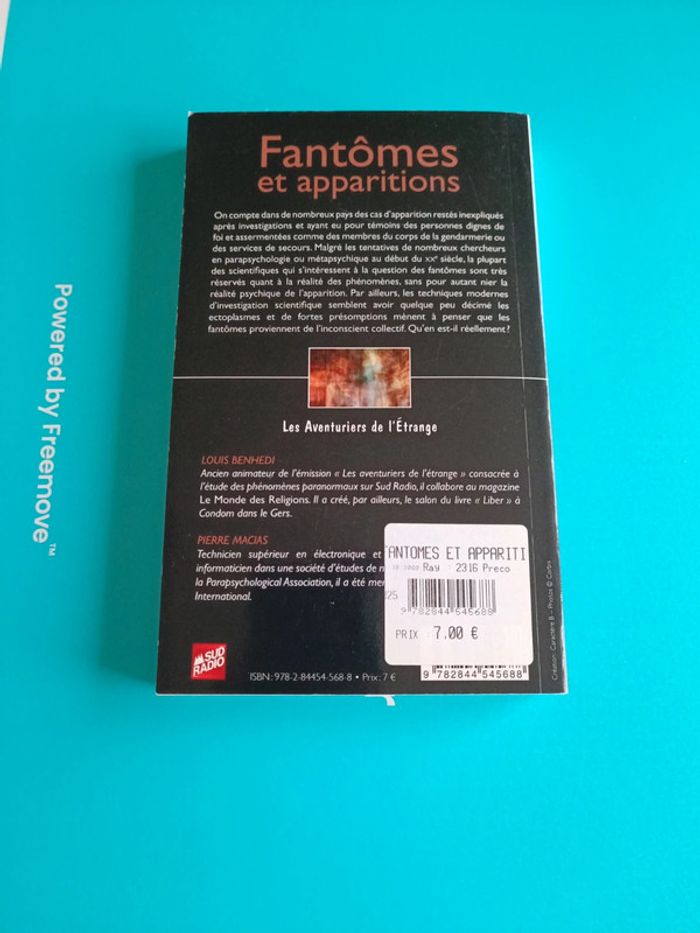 Fantômes
et apparitions
On compte dans de nombreux pays des cas d'apparition restés inexpliqués
après investigations et ayant eu pour témoins des personnes dignes de
foi et assermentées comme des membres du corps de la gendarmerie ou
des services de secours. Malgré les tentatives de nombreux chercheurs
en parapsychologie ou métapsychique au début du XXe siècle, la plupart
des scientifiques qui s'intéressent à la question des fantômes sont très
réservés quant à la réalité des phénomènes, sans pour autant nier la
réalité psychique de l'apparition. Par ailleurs, les techniques modernes
d'investigation scientifique semblent avoir quelque peu décimé les
ectoplasmes et de fortes présomptions mènent à penser que les
fantômes proviennent de l'inconscient collectif. Qu'en est-il réellement ?
Les Aventuriers de l'Étrange
LOUIS BENHEDI
Ancien animateur de l'émission « Les aventuriers de l'étrange » consacrée à
l'étude des phénomènes paranormaux sur Sud Radio, il collabore au magazine
Le Monde des Religions. Il a créé, par ailleurs, le salon du livre « Liber » à
Condom dans le Gers.
PIERRE MACIAS
Technicien supérieur en électronique et
informaticien dans une société d'études de
la Parapsychological Association, il a été
International.
ANTOMES ET APPARITI
Ray : 2316 Preco
9 782844 545688
PRIX : 7.00 €
SUD
RADIO
ISBN : 978-2-84454-568-8 • Prix : 7 €
9 782844 545688
Création : Caractère B - Photos © Corbis
Powered by Freemove™